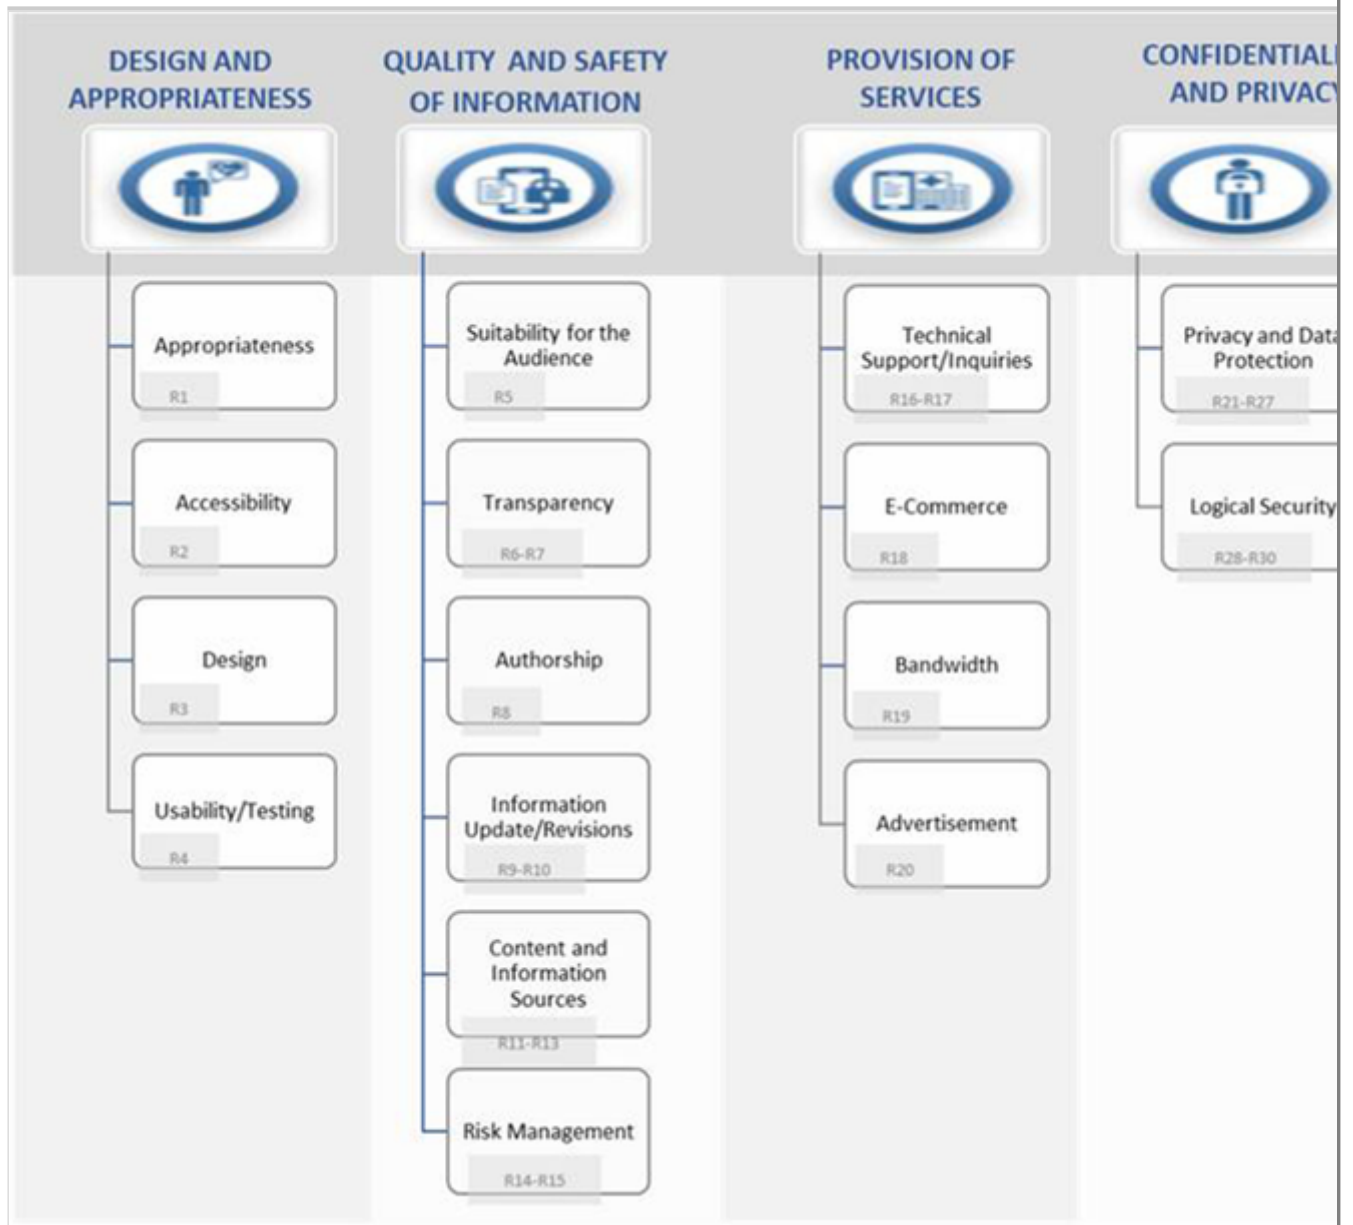 DESIGN AND
APPROPRIATENESS
Appropriateness
R1
Accessibility
R2
Design
R3
Usability/Testing
R4
QUALITY AND SAFETY
OF INFORMATION
Suitability for the
Audience
R5
Transparency
R6-R7
Authorship
R8
Information
Update/Revisions
R9-R10
Content and
Information
Sources
R11-R13
Risk Management
R14-R15
PROVISION OF
SERVICES
Technical
Support/Inquiries
R16-R17
E-Commerce
R18
Bandwidth
R19
Advertisement
R20
CONFIDENTIAL
AND PRIVACY
Privacy and Data
Protection
R21-R27
Logical Security
R28-R30